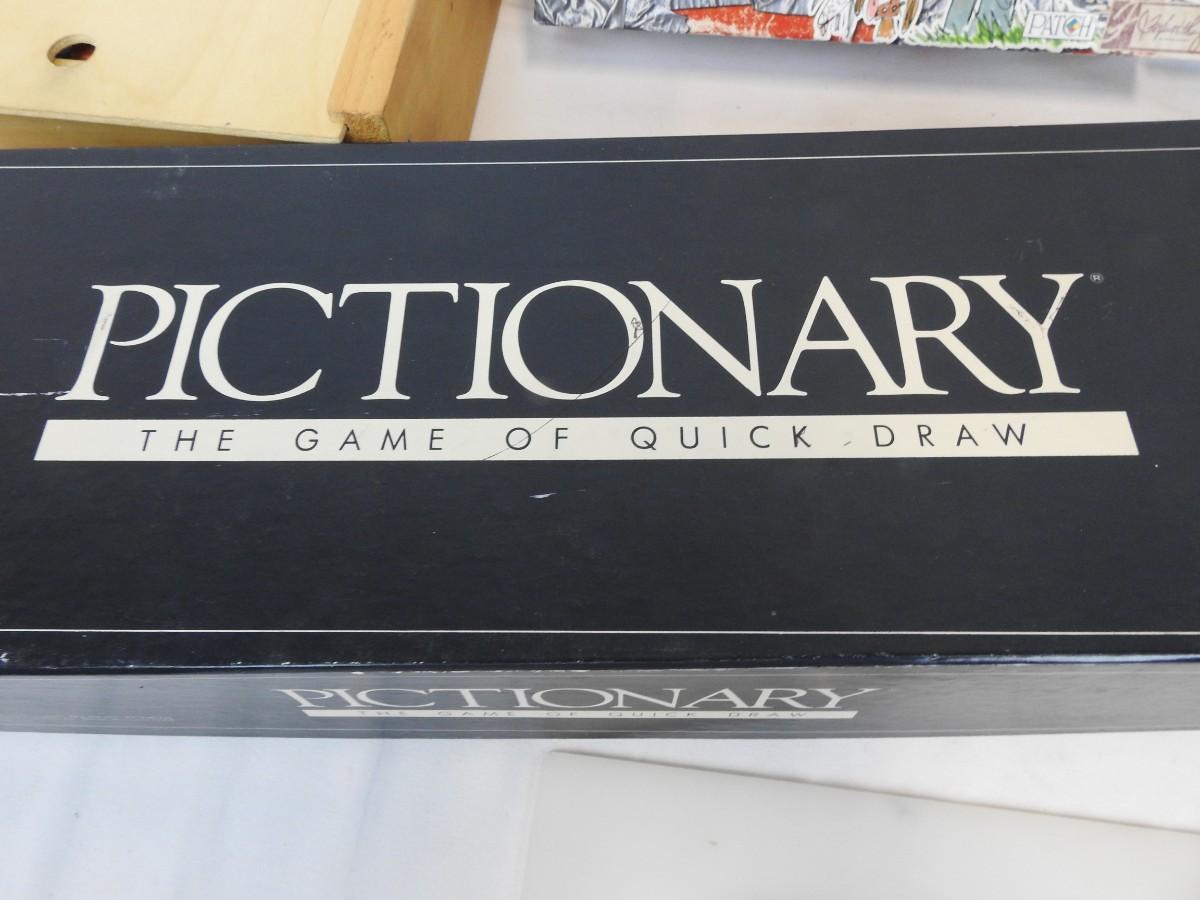 PATCH
PICTIONARY®
THE GAME OF QUICK DRAW
PICTIONARY
THE GAME OF QUICK DRAW